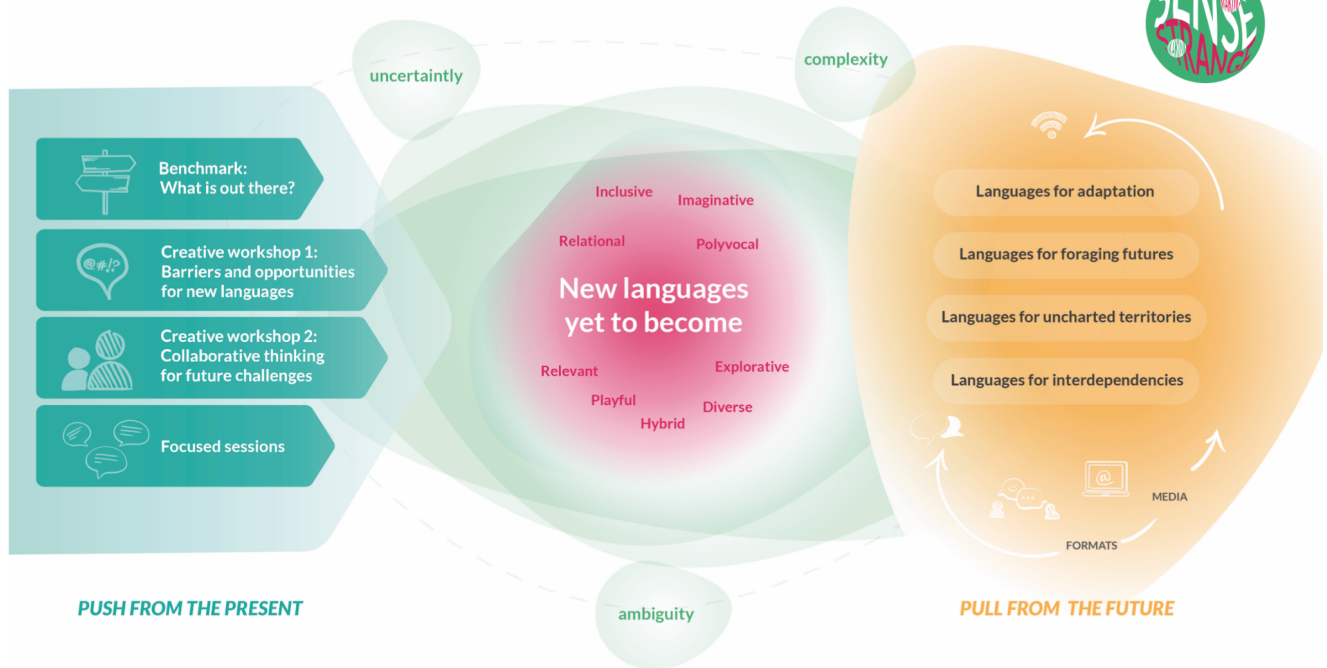 SENSE
STRANGE
uncertaintly
complexity
Benchmark:
What is out there?
Creative workshop 1:
Barriers and opportunities
for new languages
@#/?
Creative workshop 2:
Collaborative thinking
for future challenges
Focused sessions
PUSH FROM THE PRESENT
Inclusive
Imaginative
Relational
Polyvocal
New languages
yet to become
Relevant
Explorative
Playful
Diverse
Hybrid
ambiguity
Languages for adaptation
Languages for foraging futures
Languages for uncharted territories
Languages for interdependencies
@
MEDIA
FORMATS
PULL FROM THE FUTURE